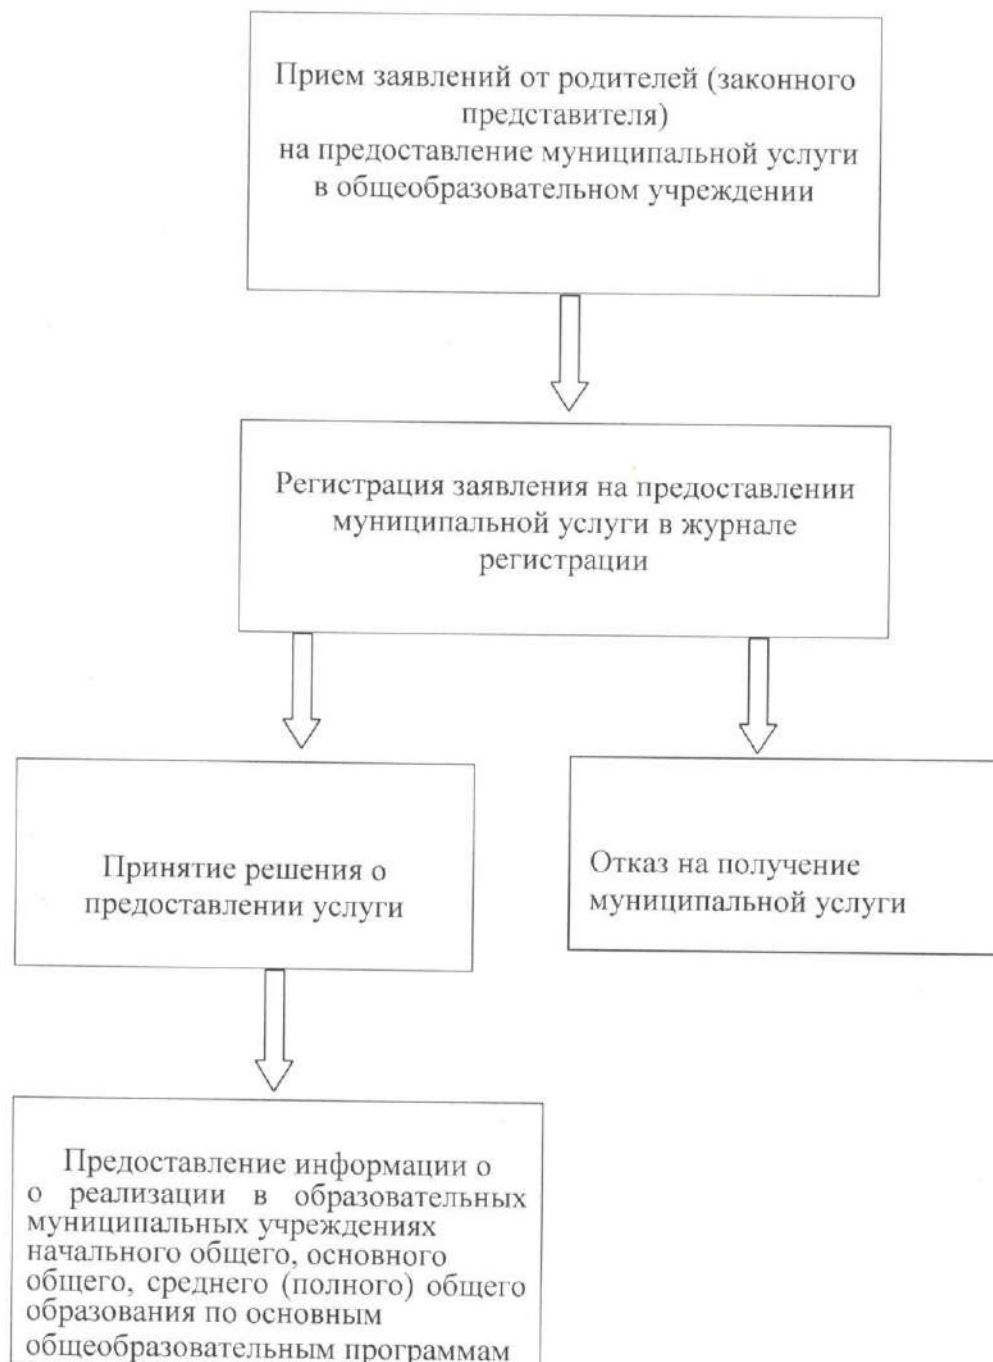 Прием заявлений от родителей (законного
представителя)
на предоставление муниципальной услуги
в общеобразовательном учреждении
Регистрация заявления на предоставлении
муниципальной услуги в журнале
регистрации
Принятие решения о
предоставлении услуги
Отказ на получение
муниципальной услуги
Предоставление информации о
о реализации в образовательных
муниципальных учреждениях
начального общего, основного
общего, среднего (полного) общего
образования по основным
общеобразовательным программам